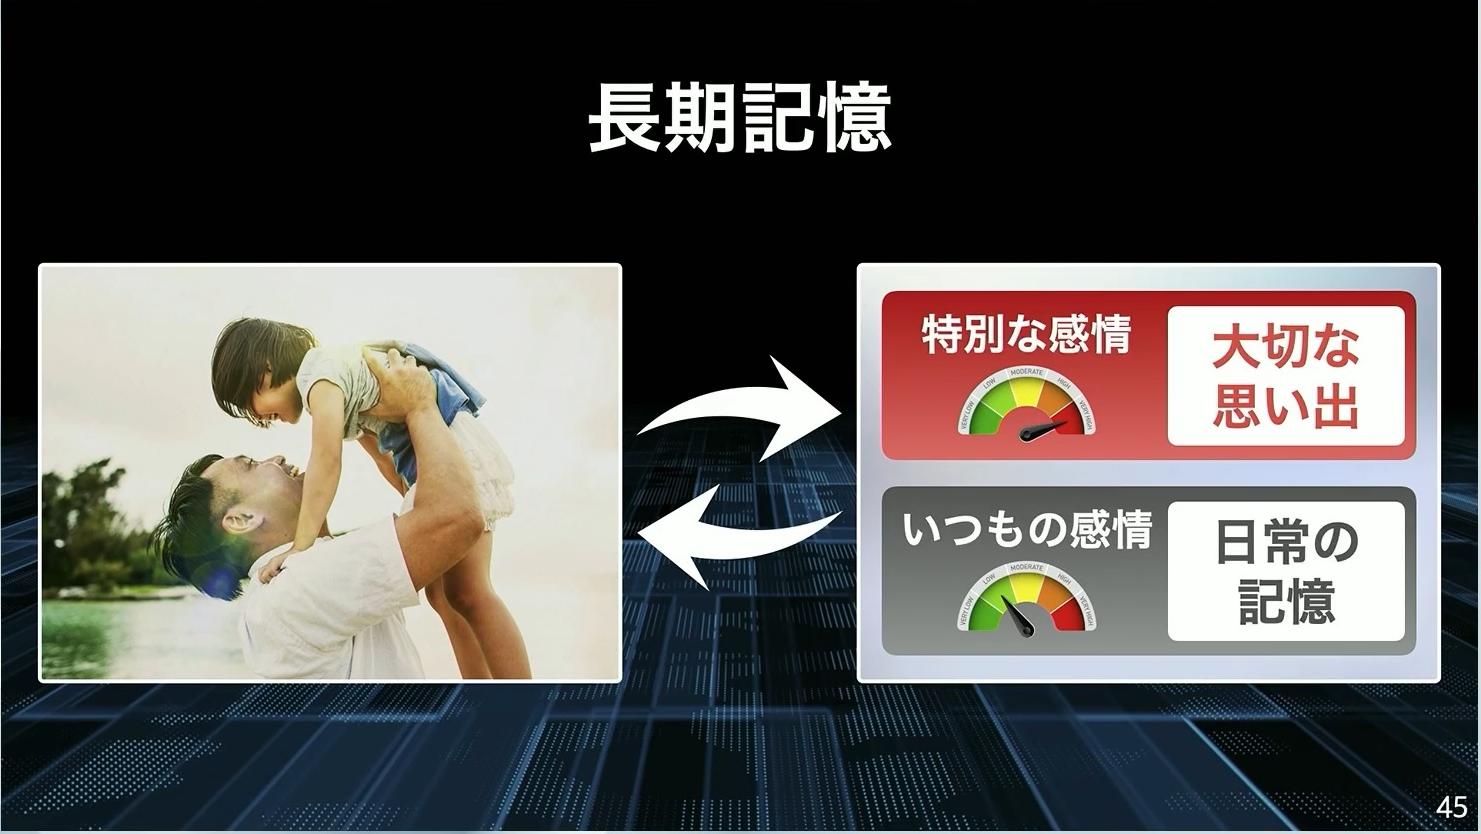 長期記憶
特別な感情
VERY LOW
LOW
MODERATE
HIGH
VERY HIGH
大切な
思い出
いつもの感情
VERY LOW
LOW
MODERATE
HIGH
VERY HIGH
日常の
記憶
45